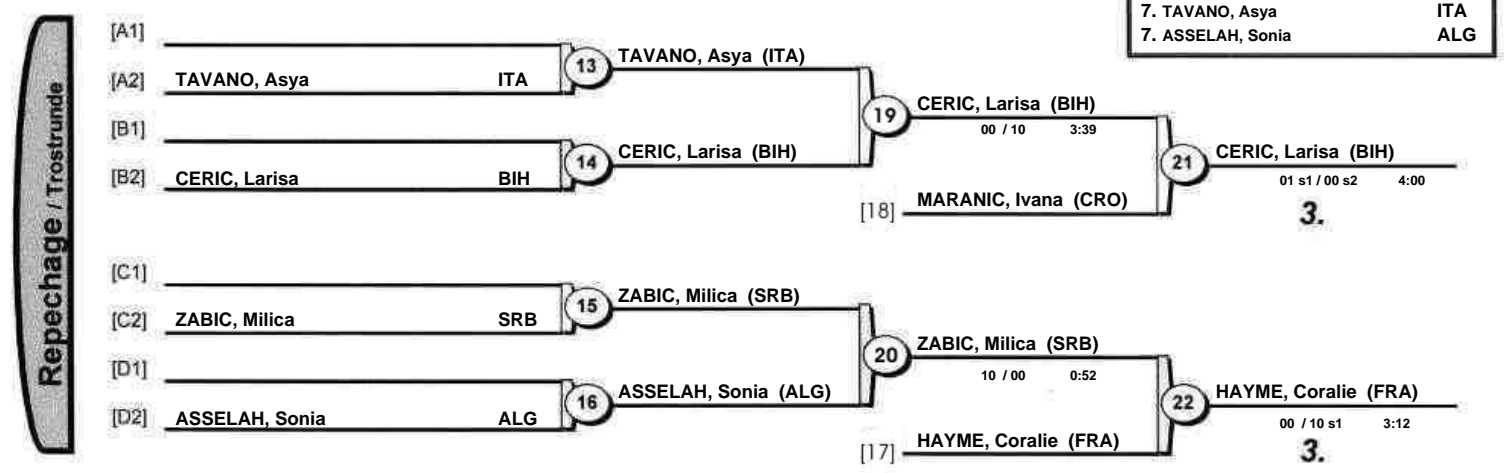 7. TAVANO, Asya ITA
7. ASSELAH, Sonia ALG
Repechage / Trostrunde
[A1]
[A2] TAVANO, Asya ITA
13 TAVANO, Asya (ITA)
[B1]
[B2] CERIC, Larisa BIH
14 CERIC, Larisa (BIH)
19 CERIC, Larisa (BIH)
00 / 10 3:39
[18] MARANIC, Ivana (CRO)
21 CERIC, Larisa (BIH)
01 s1 / 00 s2 4:00
3.
[C1]
[C2] ZABIC, Milica SRB
15 ZABIC, Milica (SRB)
[D1]
[D2] ASSELAH, Sonia ALG
16 ASSELAH, Sonia (ALG)
20 ZABIC, Milica (SRB)
10 / 00 0:52
[17] HAYME, Coralie (FRA)
22 HAYME, Coralie (FRA)
00 / 10 s1 3:12
3.